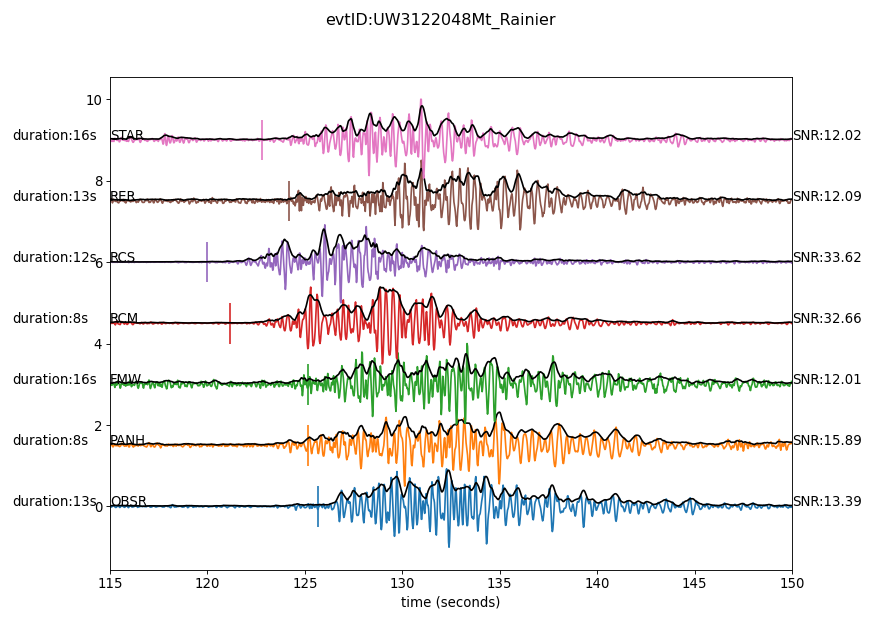 evtID:UW3122048Mt_Rainier
10
duration:16s STAR SNR:12.02
8
duration:13s RER SNR:12.09
duration:12s RCS SNR:33.62
6
duration:8s RCM SNR:32.66
4
duration:16s FMW SNR:12.01
2
duration:8s PANH SNR:15.89
duration:13s OBSR SNR:13.39
0
115 120 125 130 135 140 145 150
time (seconds)